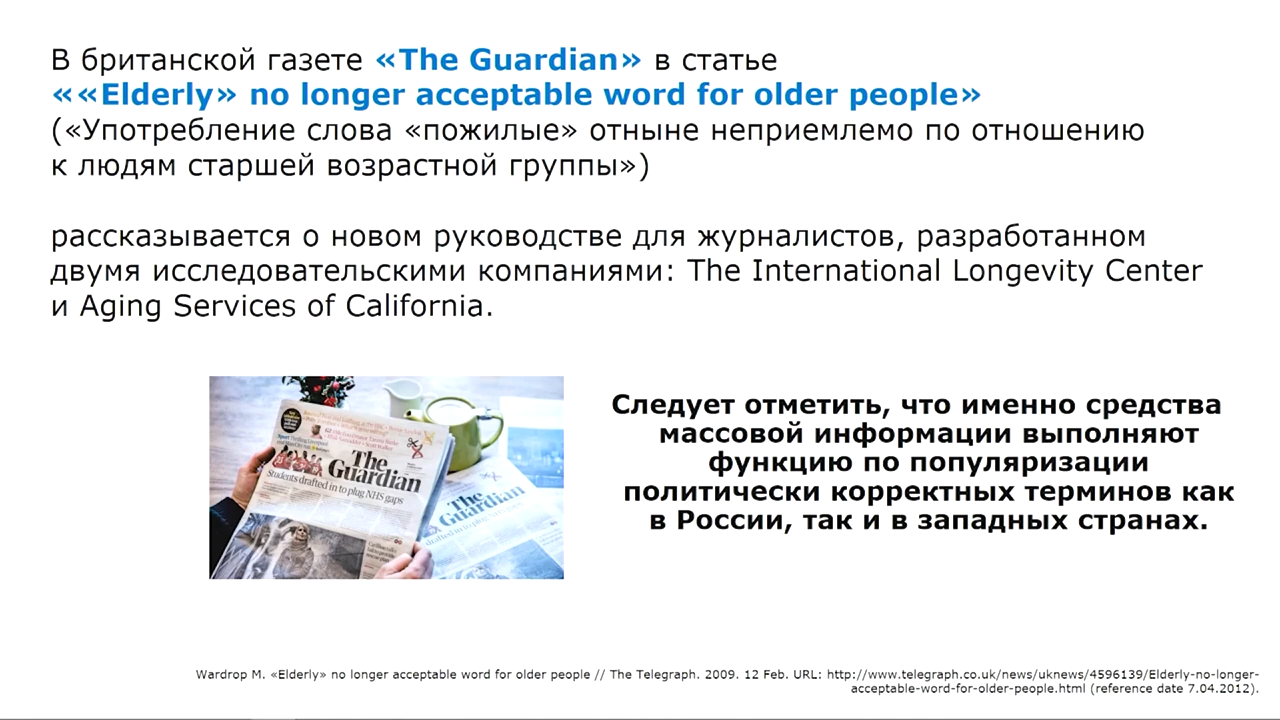 В британской газете «The Guardian» в статье
««Elderly» no longer acceptable word for older people»
(«Употребление слова «пожилые» отныне неприемлемо по отношению
к людям старшей возрастной группы»)
рассказывается о новом руководстве для журналистов, разработанном
двумя исследовательскими компаниями: The International Longevity Center
и Aging Services of California.
The
Guardian
Students drafted in to plug NHS gaps
The
Guardian
Следует отметить, что именно средства
массовой информации выполняют
функцию по популяризации
политически корректных терминов как
в России, так и в западных странах.
Wardrop M. «Elderly» no longer acceptable word for older people // The Telegraph. 2009. 12 Feb. URL: http://www.telegraph.co.uk/news/uknews/4596139/Elderly-no-longer-
acceptable-word-for-older-people.html (reference date 7.04.2012).